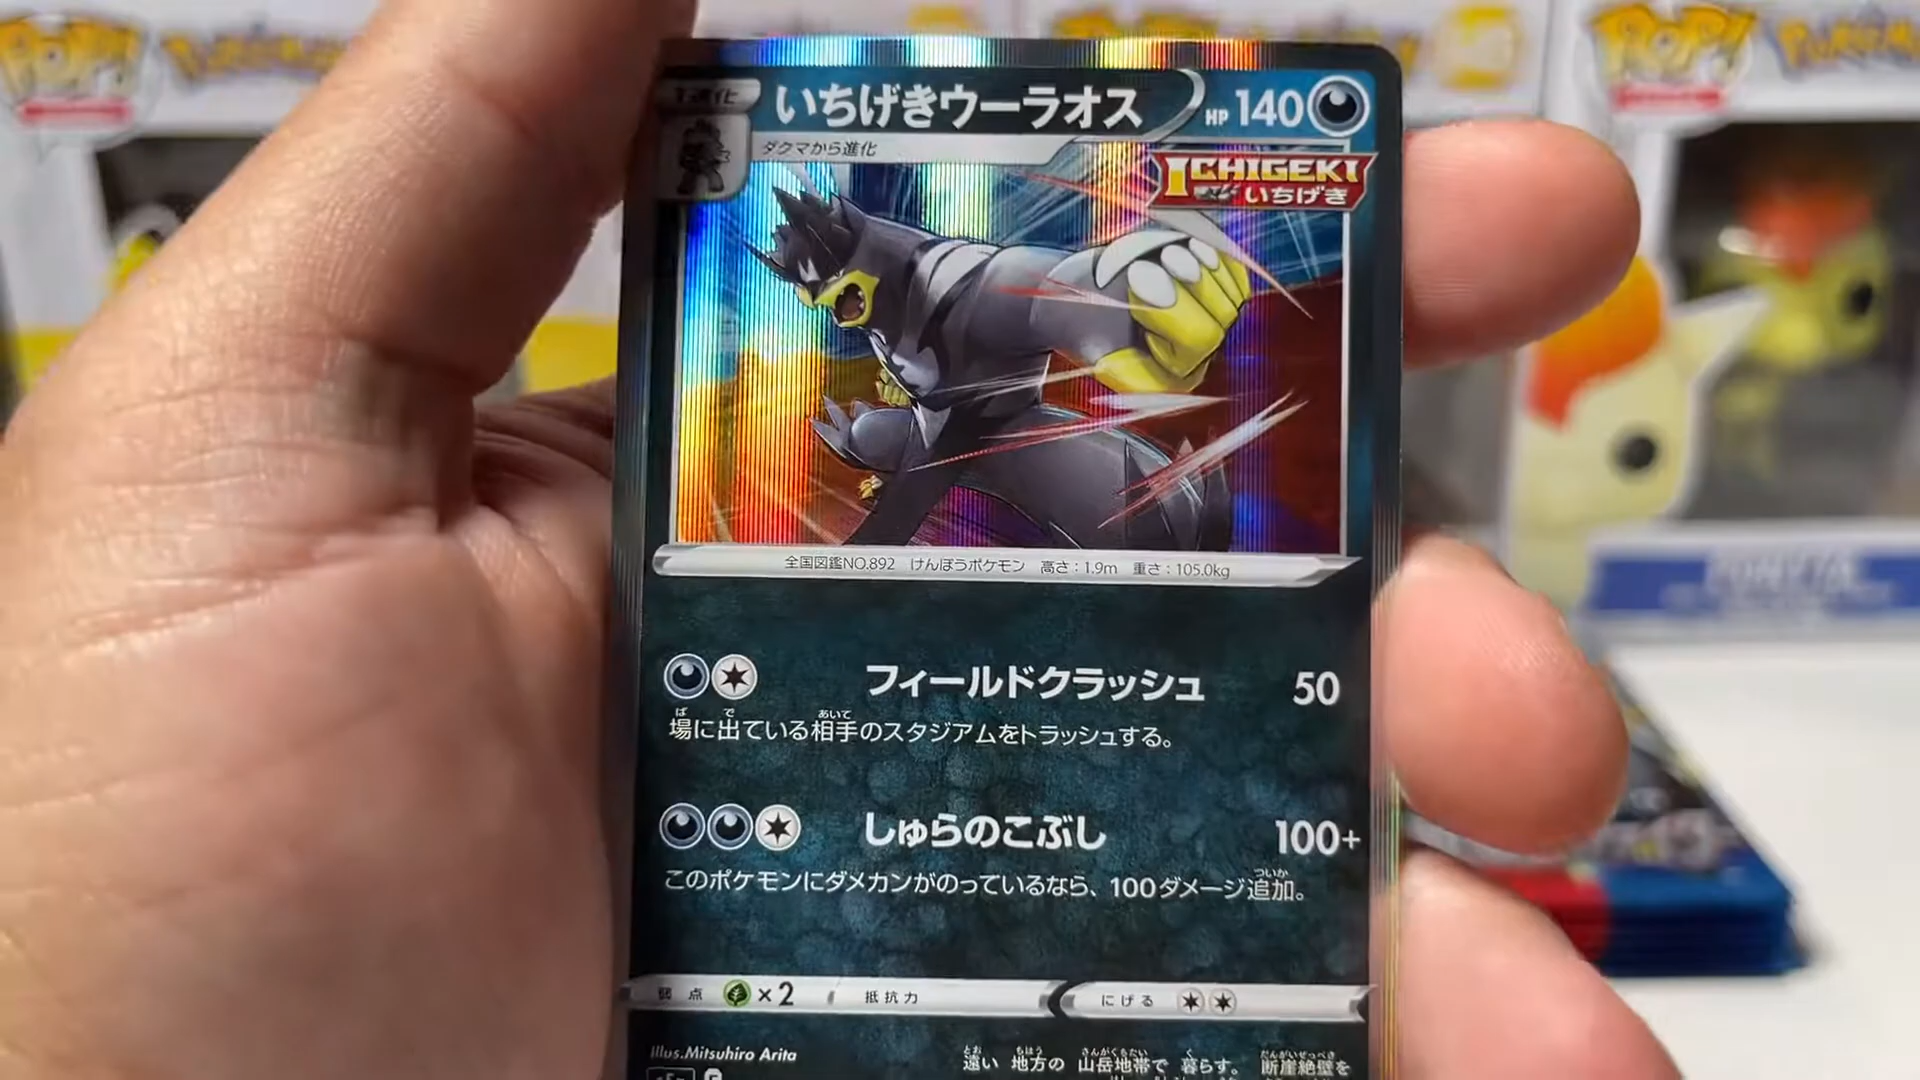 POP!
Pokémon
POP!
Pokémon
1進化
いちげきウーラオス
HP 140
ダクマから進化
ICHIGEKI
いちげき
全国図鑑NO.892 けんぽうポケモン 高さ：1.9m 重さ：105.0kg
フィールドクラッシュ 50
場に出ている相手のスタジアムをトラッシュする。
しゅらのこぶし 100+
このポケモンにダメカンがのっているなら、100ダメージ追加。
弱点 ×2 抵抗力 にげる
Illus.Mitsuhiro Arita
遠い地方の山岳地帯で暮らす。断崖絶壁を
PONYTA